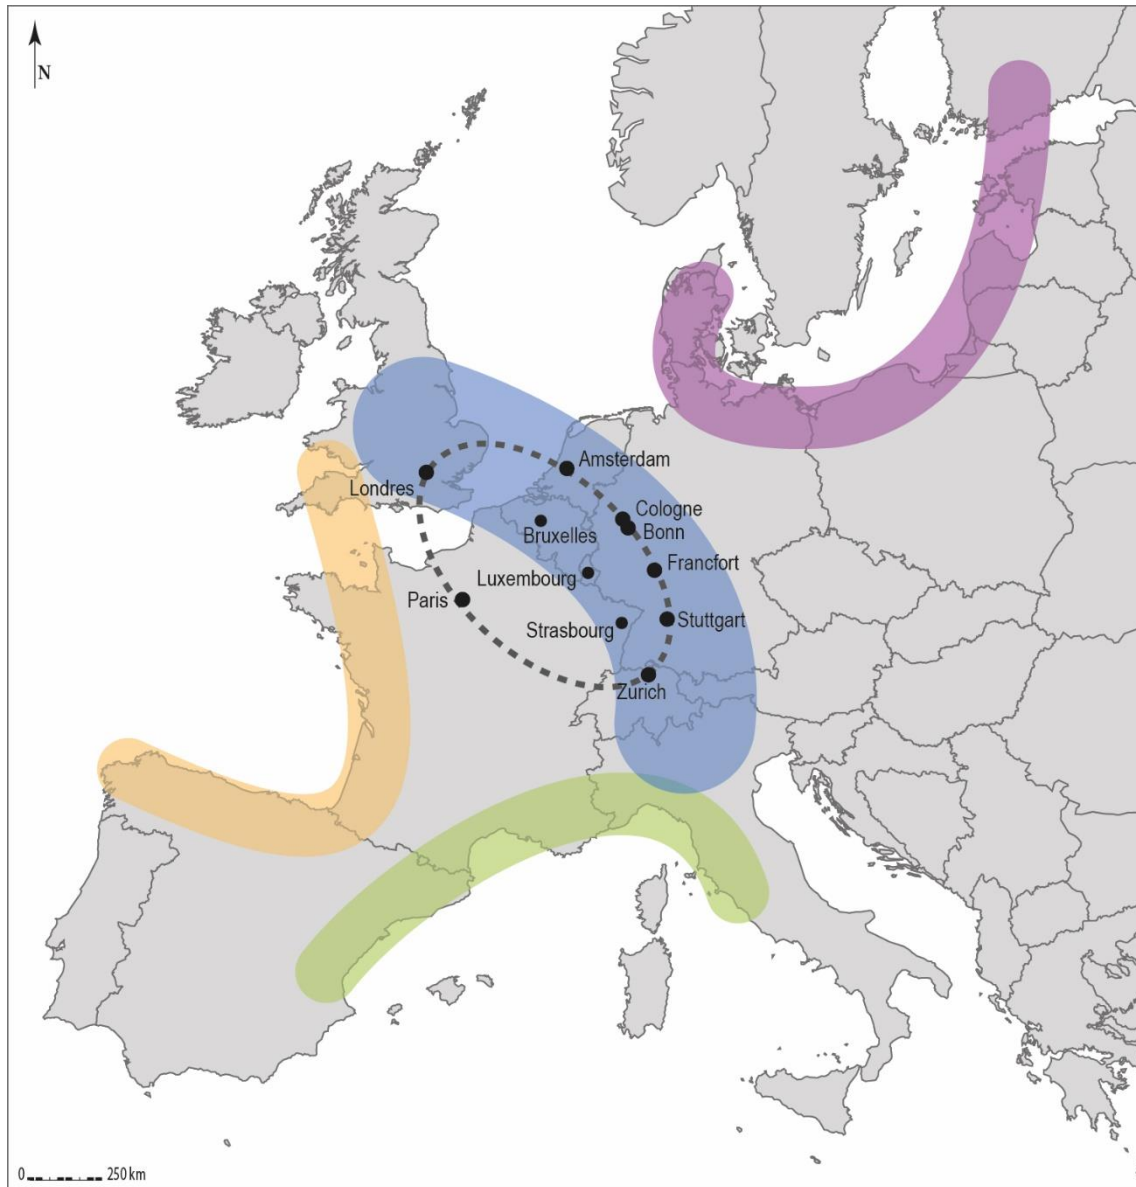 N
Amsterdam
Londres
Cologne
Bruxelles
Bonn
Francfort
Luxembourg
Paris
Stuttgart
Strasbourg
Zurich
0 250 km